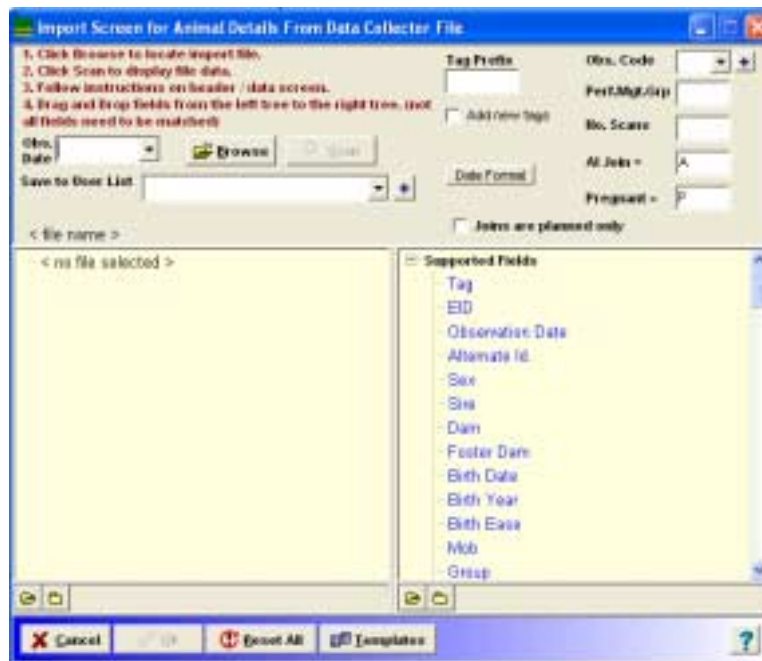 Import Screen for Animal Details From Data Collecter File
1. Click Browse to locate import file.
2. Click Scan to display file data.
3. Follow instructions on header / data screen.
4. Drag and Drop fields from the left tree to the right tree. (not
all fields need to be matched)
Obs.
Date
Browse
Scan
Save to User List
< file name >
Tag Prefix
Add new tags
Date Format
Joins are planned only
Obs. Code
Perf.Mgt.Grp
No. Scans
AI Join = A
Pregnant = P
< no file selected >
Supported Fields
Tag
EID
Observation Date
Alternate Id.
Sex
Sire
Dam
Foster Dam
Birth Date
Birth Year
Birth Ease
Mob
Group
Cancel
Ok
Reset All
Templates
?